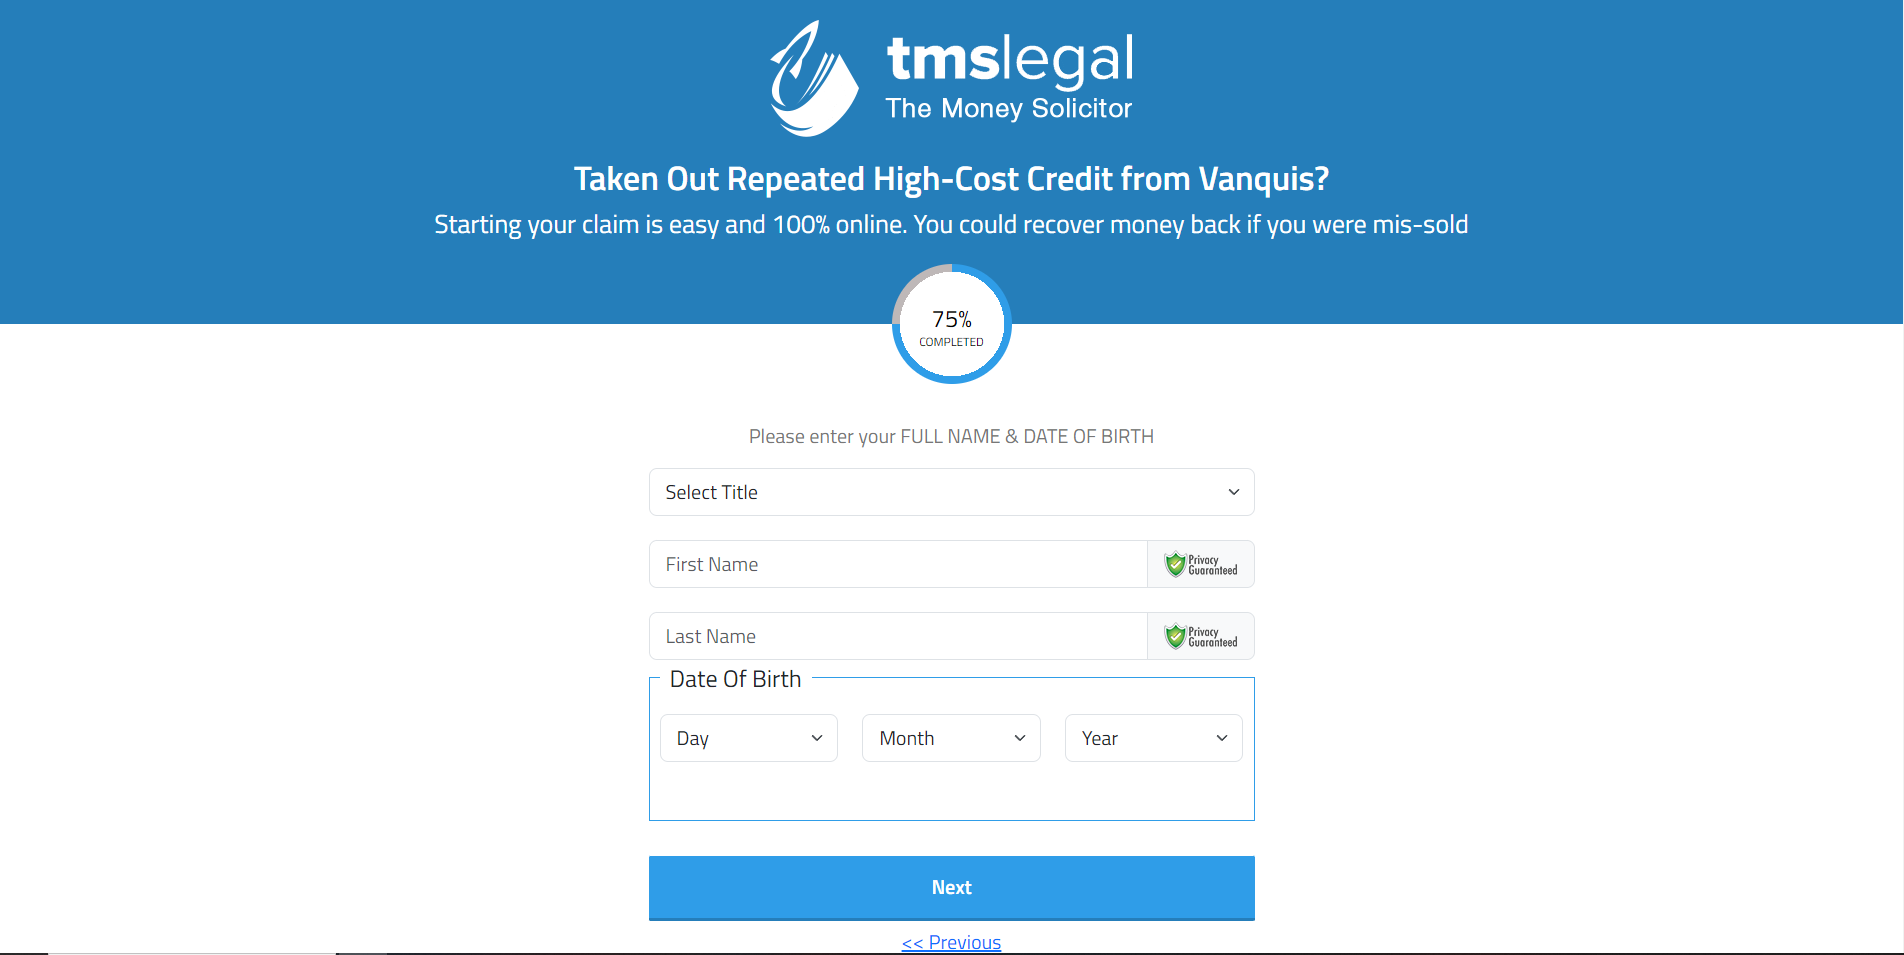 tmslegal
The Money Solicitor
Taken Out Repeated High-Cost Credit from Vanquis?
Starting your claim is easy and 100% online. You could recover money back if you were mis-sold
75%
COMPLETED
Please enter your FULL NAME & DATE OF BIRTH
Select Title
First Name
Privacy
Guaranteed
Last Name
Privacy
Guaranteed
Date Of Birth
Day Month Year
Next
<< Previous